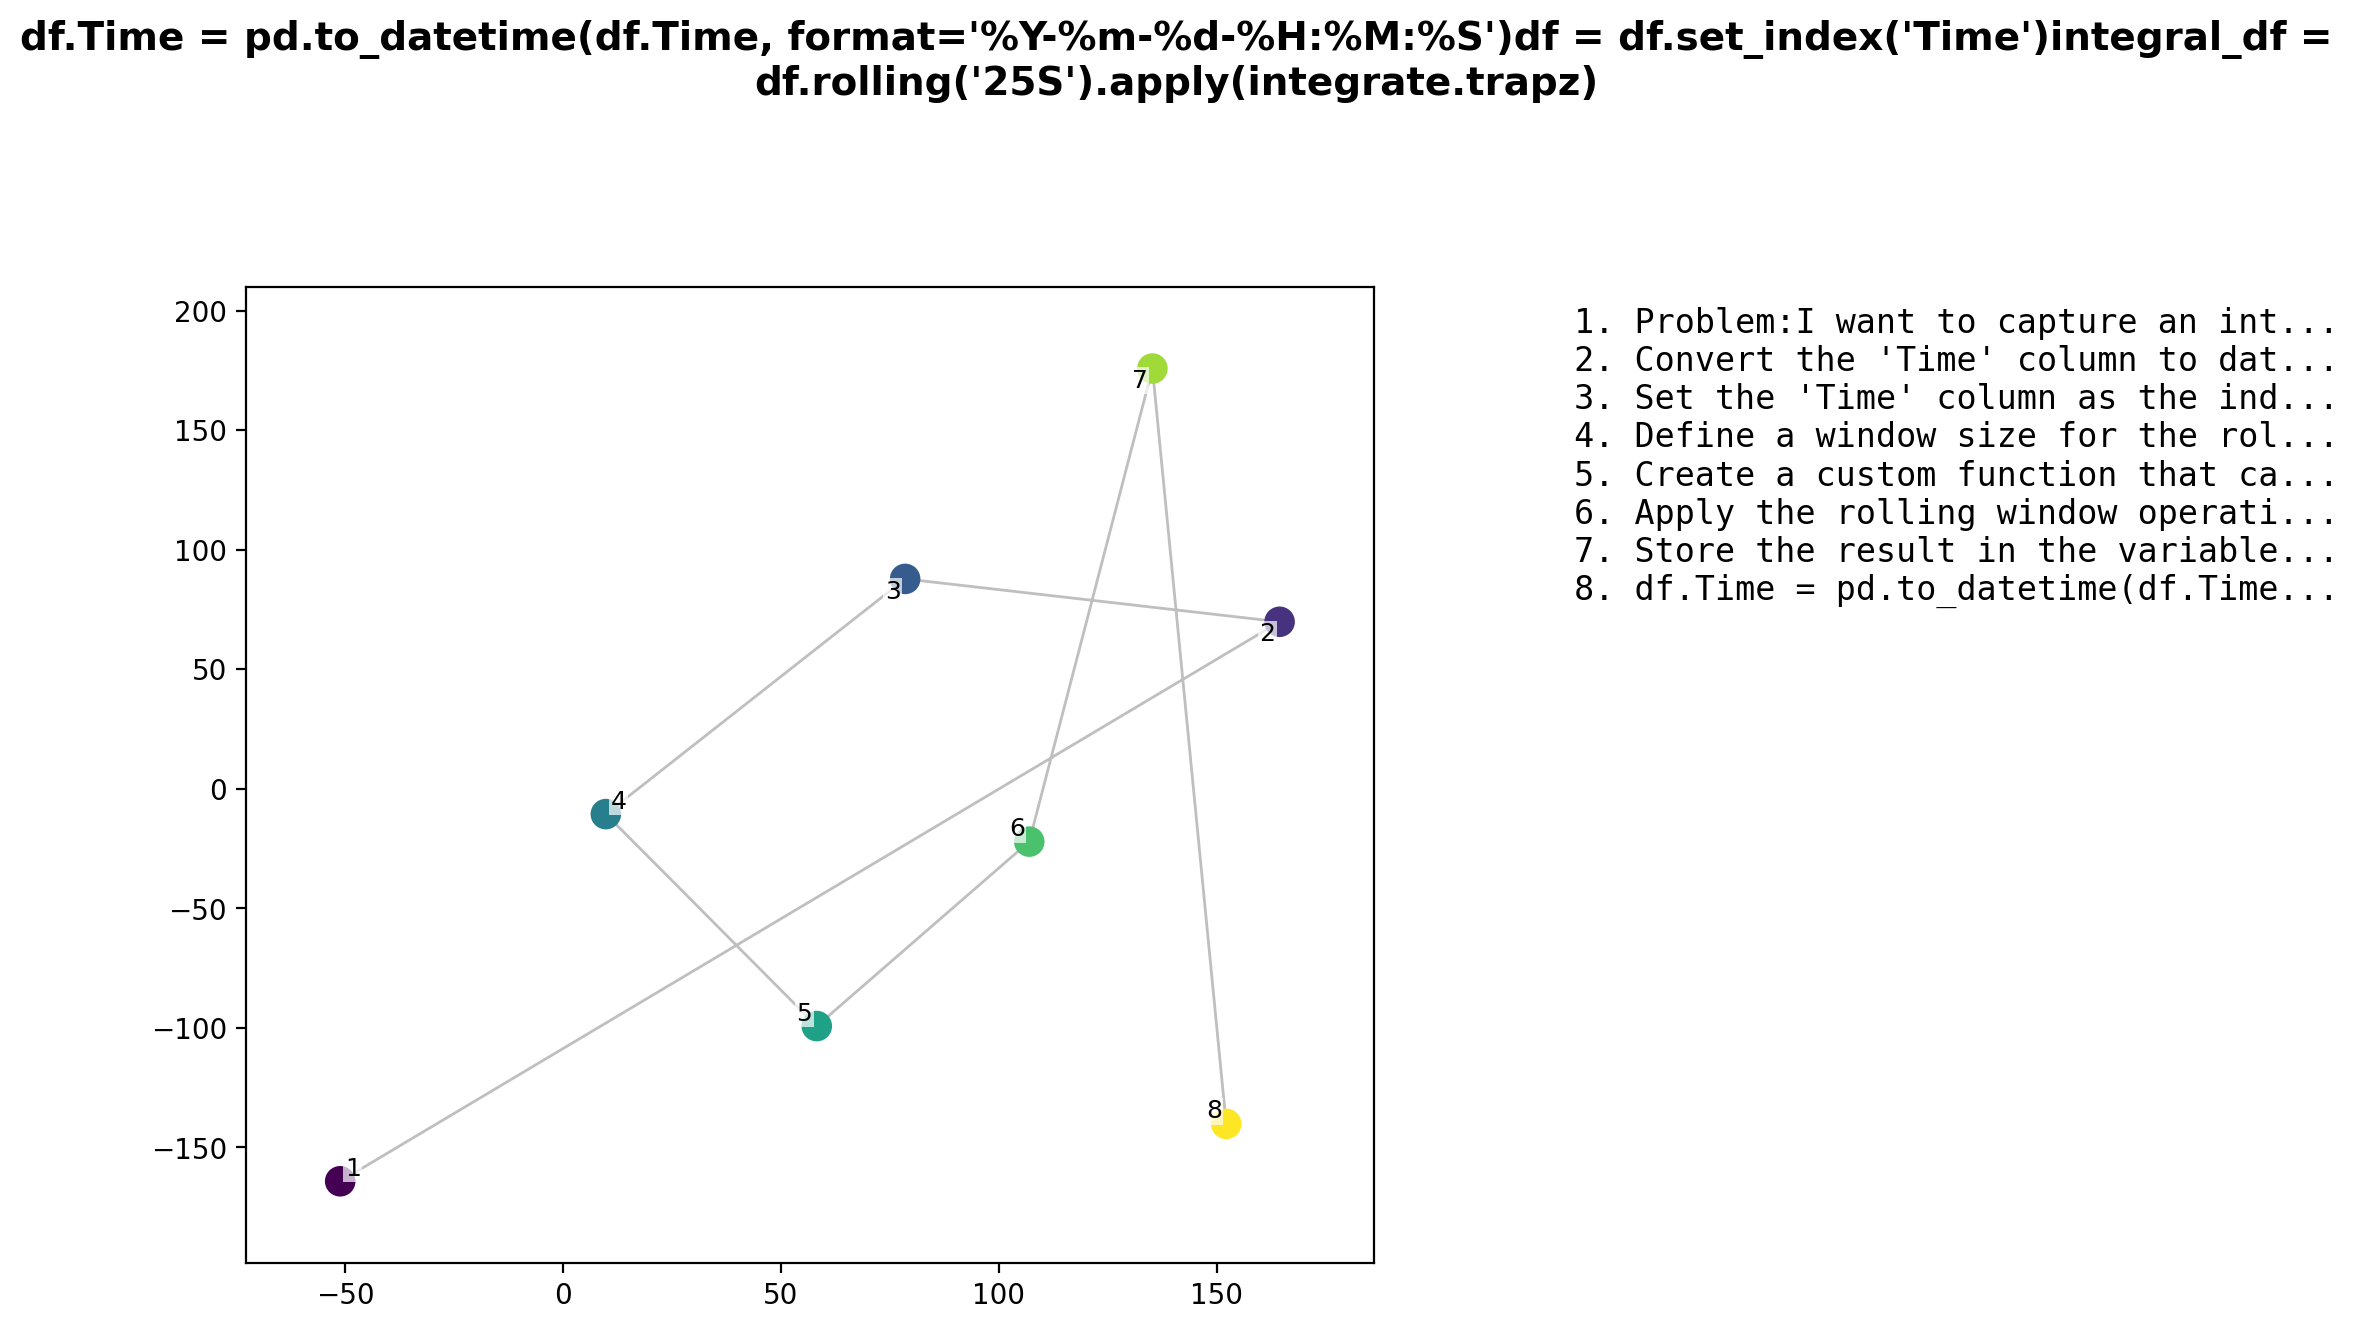 df.Time = pd.to_datetime(df.Time, format='%Y-%m-%d-%H:%M:%S')df = df.set_index('Time')integral_df =
df.rolling('25S').apply(integrate.trapz)
200
150
100
50
0
−50
−100
−150
−50
0
50
100
150
1
2
3
4
5
6
7
8
1. Problem:I want to capture an int...
2. Convert the 'Time' column to dat...
3. Set the 'Time' column as the ind...
4. Define a window size for the rol...
5. Create a custom function that ca...
6. Apply the rolling window operati...
7. Store the result in the variable...
8. df.Time = pd.to_datetime(df.Time...